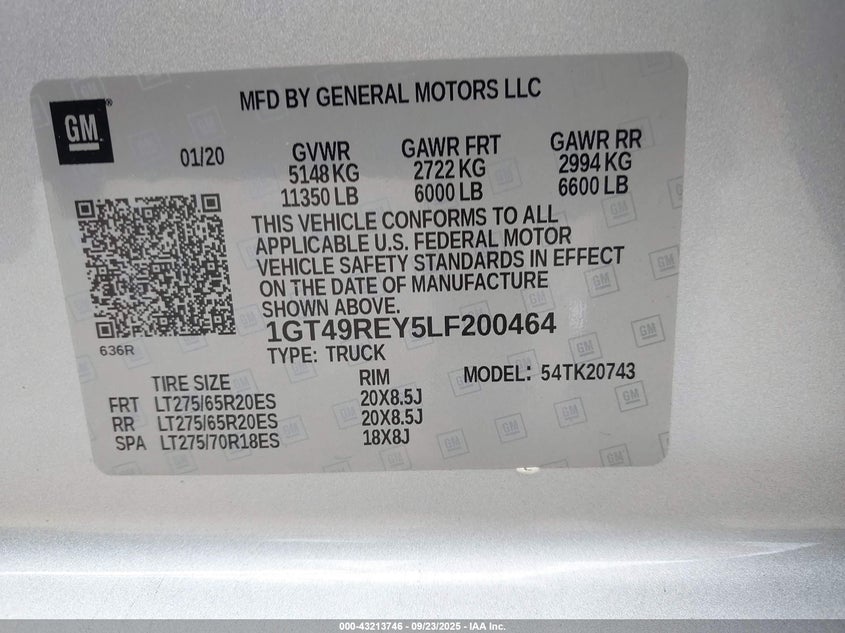 MFD BY GENERAL MOTORS LLC
GM
01/20
GVWR GAWR FRT GAWR RR
5148 KG 2722 KG 2994 KG
11350 LB 6000 LB 6600 LB
THIS VEHICLE CONFORMS TO ALL
APPLICABLE U.S. FEDERAL MOTOR
VEHICLE SAFETY STANDARDS IN EFFECT
ON THE DATE OF MANUFACTURE
SHOWN ABOVE.
1GT49REY5LF200464
636R
TYPE: TRUCK
TIRE SIZE RIM MODEL: 54TK20743
FRT LT275/65R20ES 20X8.5J
RR LT275/65R20ES 20X8.5J
SPA LT275/70R18ES 18X8J
000-43213746 - 09/23/2025 - IAA Inc.